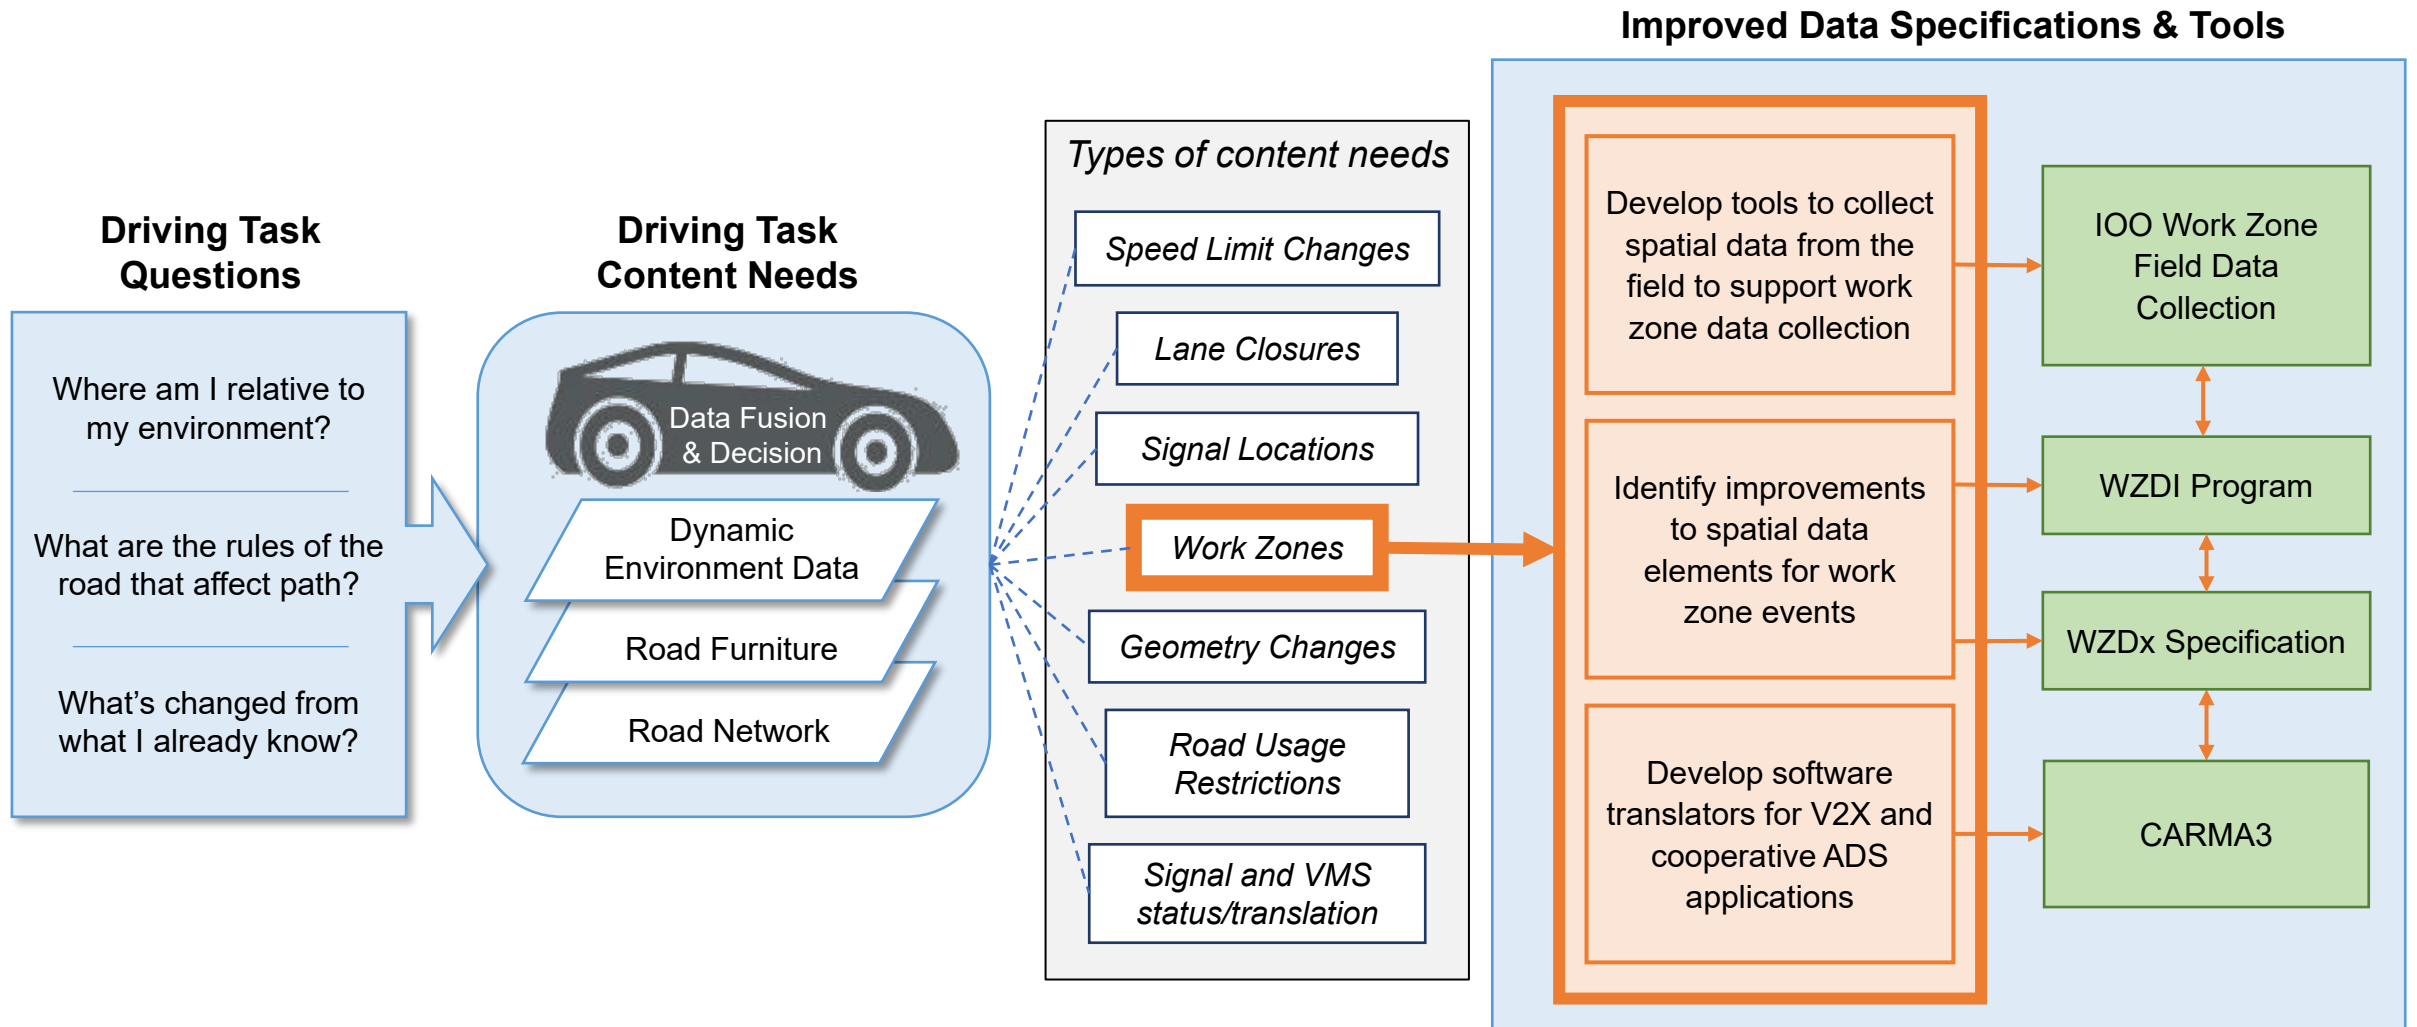 Improved Data Specifications & Tools
Driving Task
Questions
Where am I relative to
my environment?
What are the rules of the
road that affect path?
What’s changed from
what I already know?
Driving Task
Content Needs
Data Fusion
& Decision
Dynamic
Environment Data
Road Furniture
Road Network
Types of content needs
Speed Limit Changes
Lane Closures
Signal Locations
Work Zones
Geometry Changes
Road Usage
Restrictions
Signal and VMS
status/translation
Develop tools to collect
spatial data from the
field to support work
zone data collection
Identify improvements
to spatial data
elements for work
zone events
Develop software
translators for V2X and
cooperative ADS
applications
IOO Work Zone
Field Data
Collection
WZDI Program
WZDx Specification
CARMA3